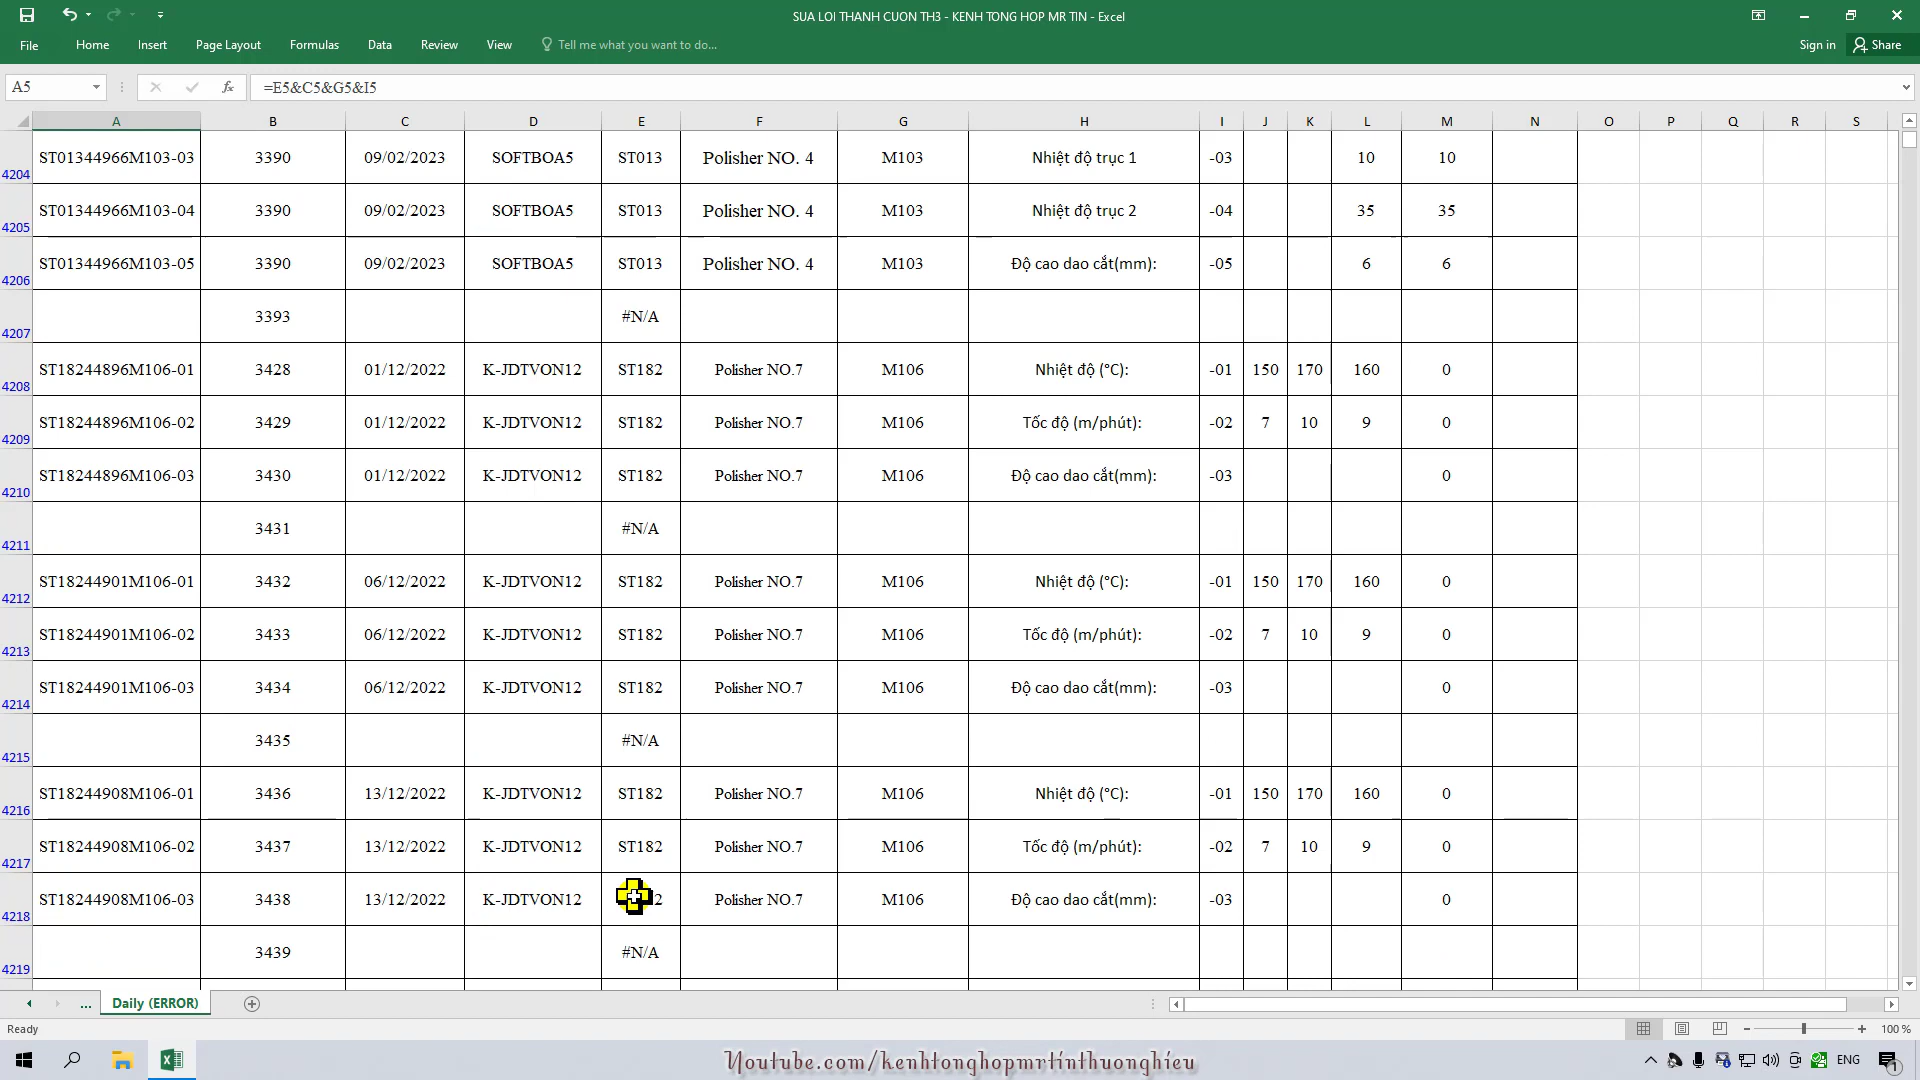 SUA LOI THANH CUON TH3 - KENH TONG HOP MR TIN - Excel
File Home Insert Page Layout Formulas Data Review View Tell me what you want to do... Sign in Share
A5 fx =E5&C5&G5&I5
A B C D E F G H I J K L M N O P Q R S
4204 ST01344966M103-03 3390 09/02/2023 SOFTBOA5 ST013 Polisher NO. 4 M103 Nhiệt độ trục 1 -03 10 10
4205 ST01344966M103-04 3390 09/02/2023 SOFTBOA5 ST013 Polisher NO. 4 M103 Nhiệt độ trục 2 -04 35 35
4206 ST01344966M103-05 3390 09/02/2023 SOFTBOA5 ST013 Polisher NO. 4 M103 Độ cao dao cắt(mm): -05 6 6
4207 3393 #N/A
4208 ST18244896M106-01 3428 01/12/2022 K-JDTVON12 ST182 Polisher NO.7 M106 Nhiệt độ (°C): -01 150 170 160 0
4209 ST18244896M106-02 3429 01/12/2022 K-JDTVON12 ST182 Polisher NO.7 M106 Tốc độ (m/phút): -02 7 10 9 0
4210 ST18244896M106-03 3430 01/12/2022 K-JDTVON12 ST182 Polisher NO.7 M106 Độ cao dao cắt(mm): -03 0
4211 3431 #N/A
4212 ST18244901M106-01 3432 06/12/2022 K-JDTVON12 ST182 Polisher NO.7 M106 Nhiệt độ (°C): -01 150 170 160 0
4213 ST18244901M106-02 3433 06/12/2022 K-JDTVON12 ST182 Polisher NO.7 M106 Tốc độ (m/phút): -02 7 10 9 0
4214 ST18244901M106-03 3434 06/12/2022 K-JDTVON12 ST182 Polisher NO.7 M106 Độ cao dao cắt(mm): -03 0
4215 3435 #N/A
4216 ST18244908M106-01 3436 13/12/2022 K-JDTVON12 ST182 Polisher NO.7 M106 Nhiệt độ (°C): -01 150 170 160 0
4217 ST18244908M106-02 3437 13/12/2022 K-JDTVON12 ST182 Polisher NO.7 M106 Tốc độ (m/phút): -02 7 10 9 0
4218 ST18244908M106-03 3438 13/12/2022 K-JDTVON12 2 Polisher NO.7 M106 Độ cao dao cắt(mm): -03 0
4219 3439 #N/A
... Daily (ERROR)
Ready 100 %
Youtube.com/kenhtonghopmrtinthuonghieu
ENG 1